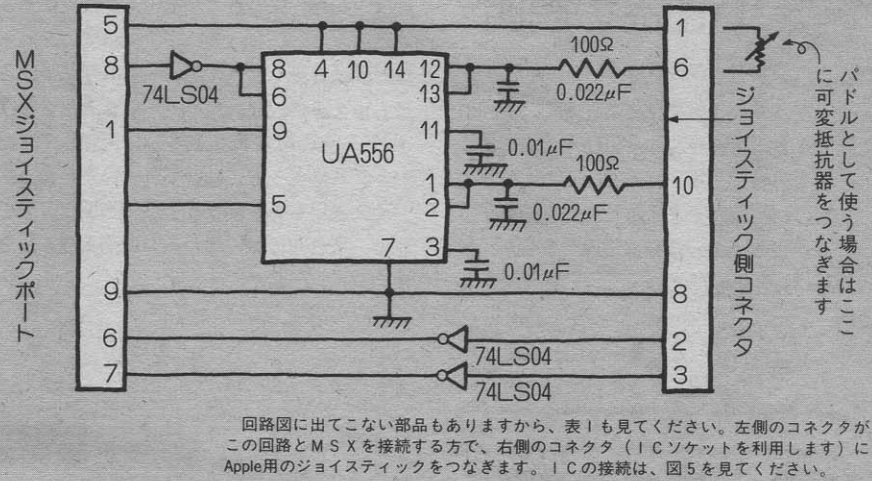 MSXジョイスティックポート
5
8
1
9
6
7
74LS04
8
6
9
5
4
10
14
12
13
11
1
2
3
7
UA556
100Ω
0.022μF
0.01μF
100Ω
0.022μF
0.01μF
74LS04
74LS04
1
6
10
8
2
3
ジョイスティック側コネクタ
パドルとして使う場合はここ
に可変抵抗器をつなぎます
回路図に出てこない部品もありますから、表1も見てください。左側のコネクタが
この回路とMSXを接続する方で、右側のコネクタ(ICソケットを利用します)に
Apple用のジョイスティックをつなぎます。ICの接続は、図5を見てください。